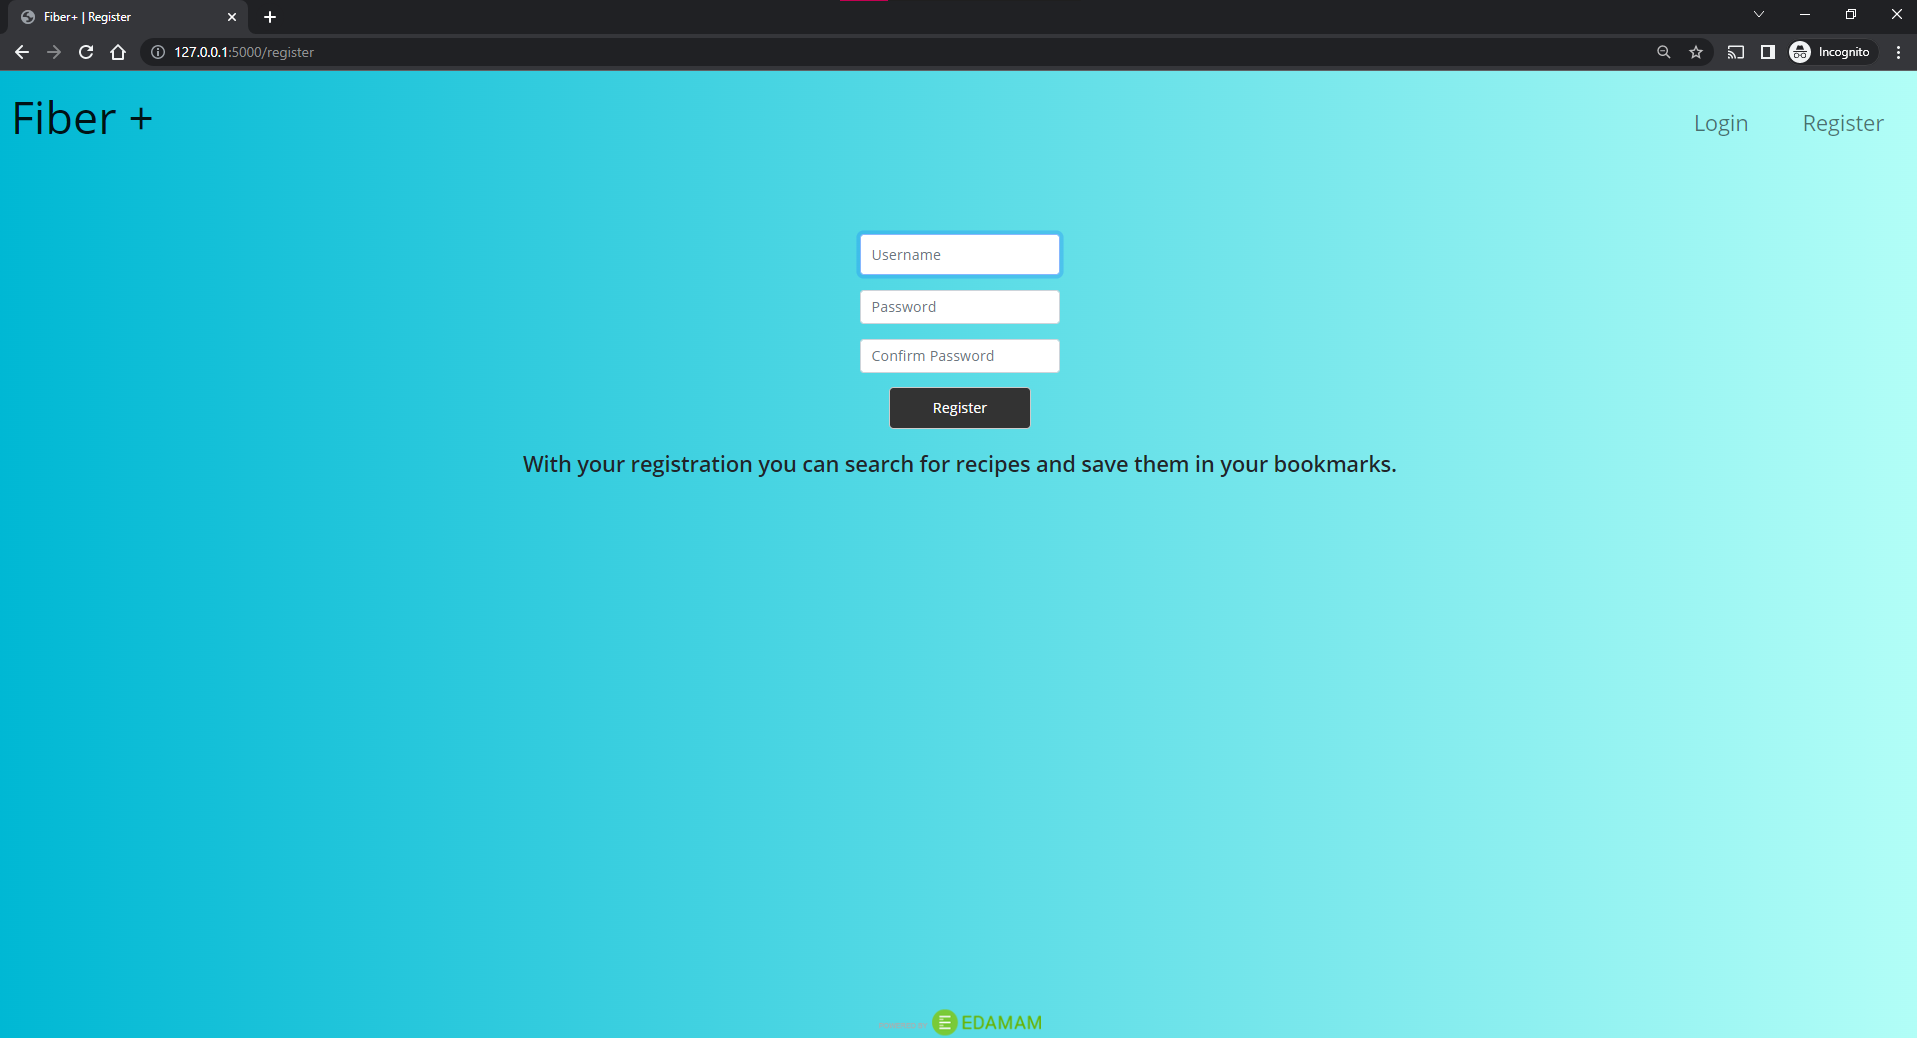 Fiber+ | Register
127.0.0.1:5000/register
Incognito
Fiber +
Login
Register
Username
Password
Confirm Password
Register
With your registration you can search for recipes and save them in your bookmarks.
EDAMAM